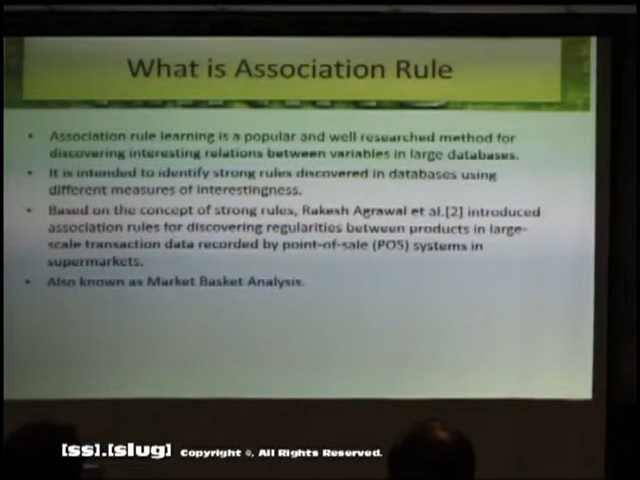 What is Association Rule
• Association rule learning is a popular and well researched method for
discovering interesting relations between variables in large databases.
• It is intended to identify strong rules discovered in databases using
different measures of interestingness.
• Based on the concept of strong rules, Rakesh Agrawal et al.[2] introduced
association rules for discovering regularities between products in large-
scale transaction data recorded by point-of-sale (POS) systems in
supermarkets.
• Also known as Market Basket Analysis.
[ss].[slug] Copyright ©, All Rights Reserved.